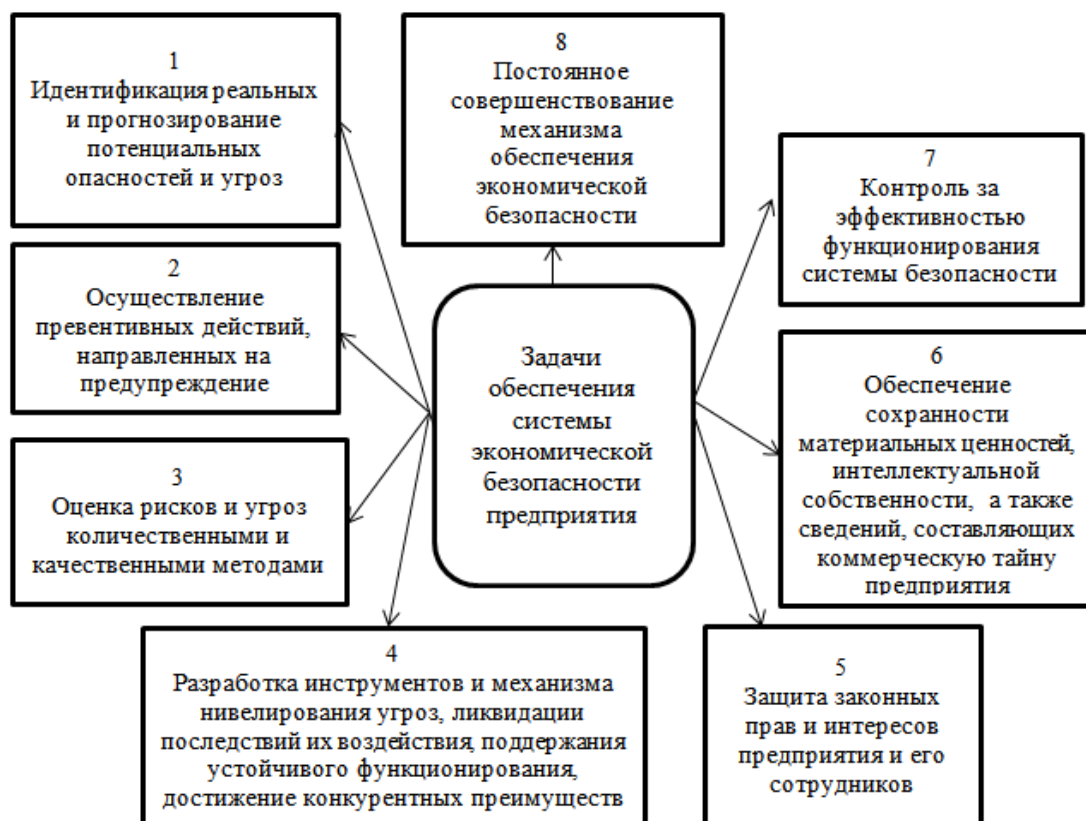 1
Идентификация реальных
и прогнозирование
потенциальных
опасностей и угроз
8
Постоянное
совершенствование
механизма
обеспечения
экономической
безопасности
7
Контроль за
эффективностью
функционирования
системы безопасности
2
Осуществление
превентивных действий,
направленных на
предупреждение
Задачи
обеспечения
системы
экономической
безопасности
предприятия
6
Обеспечение
сохранности
материальных ценностей,
интеллектуальной
собственности, а также
сведений, составляющих
коммерческую тайну
предприятия
3
Оценка рисков и угроз
количественными и
качественными методами
4
Разработка инструментов и механизма
нивелирования угроз, ликвидации
последствий их воздействия, поддержания
устойчивого функционирования,
достижение конкурентных преимуществ
5
Защита законных
прав и интересов
предприятия и его
сотрудников